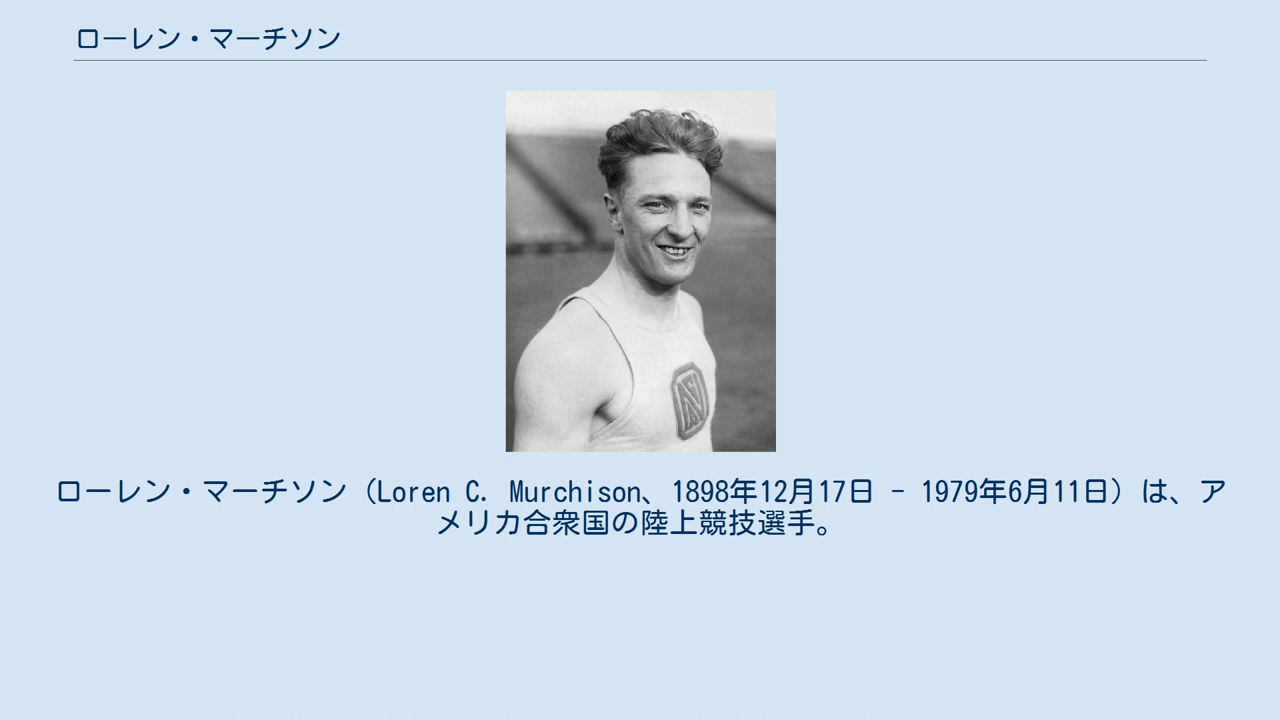 ローレン・マーチソン
ローレン・マーチソン（Loren C. Murchison、1898年12月17日 - 1979年6月11日）は、ア
メリカ合衆国の陸上競技選手。